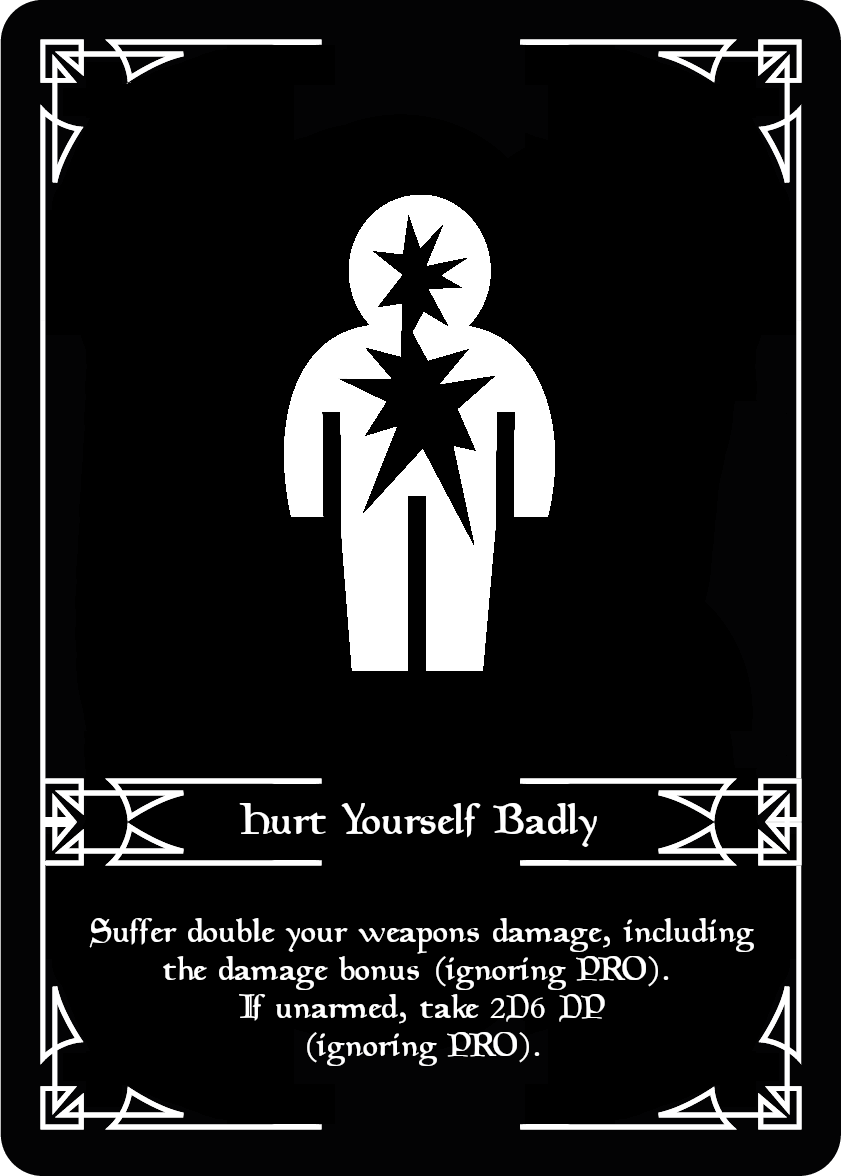 Hurt Yourself Badly
Suffer double your weapons damage, including
the damage bonus (ignoring PRO).
If unarmed, take 2D6 DP
(ignoring PRO).